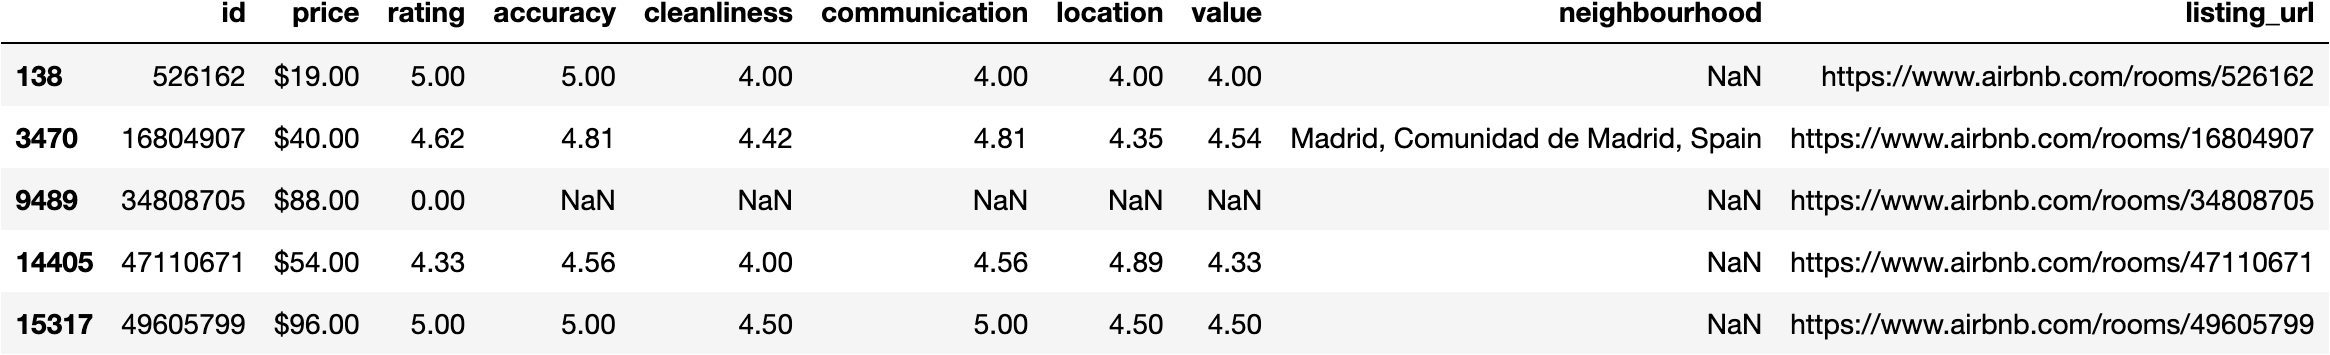 id price rating accuracy cleanliness communication location value neighbourhood listing_url
138 526162 $19.00 5.00 5.00 4.00 4.00 4.00 4.00 NaN https://www.airbnb.com/rooms/526162
3470 16804907 $40.00 4.62 4.81 4.42 4.81 4.35 4.54 Madrid, Comunidad de Madrid, Spain https://www.airbnb.com/rooms/16804907
9489 34808705 $88.00 0.00 NaN NaN NaN NaN NaN NaN https://www.airbnb.com/rooms/34808705
14405 47110671 $54.00 4.33 4.56 4.00 4.56 4.89 4.33 NaN https://www.airbnb.com/rooms/47110671
15317 49605799 $96.00 5.00 5.00 4.50 5.00 4.50 4.50 NaN https://www.airbnb.com/rooms/49605799